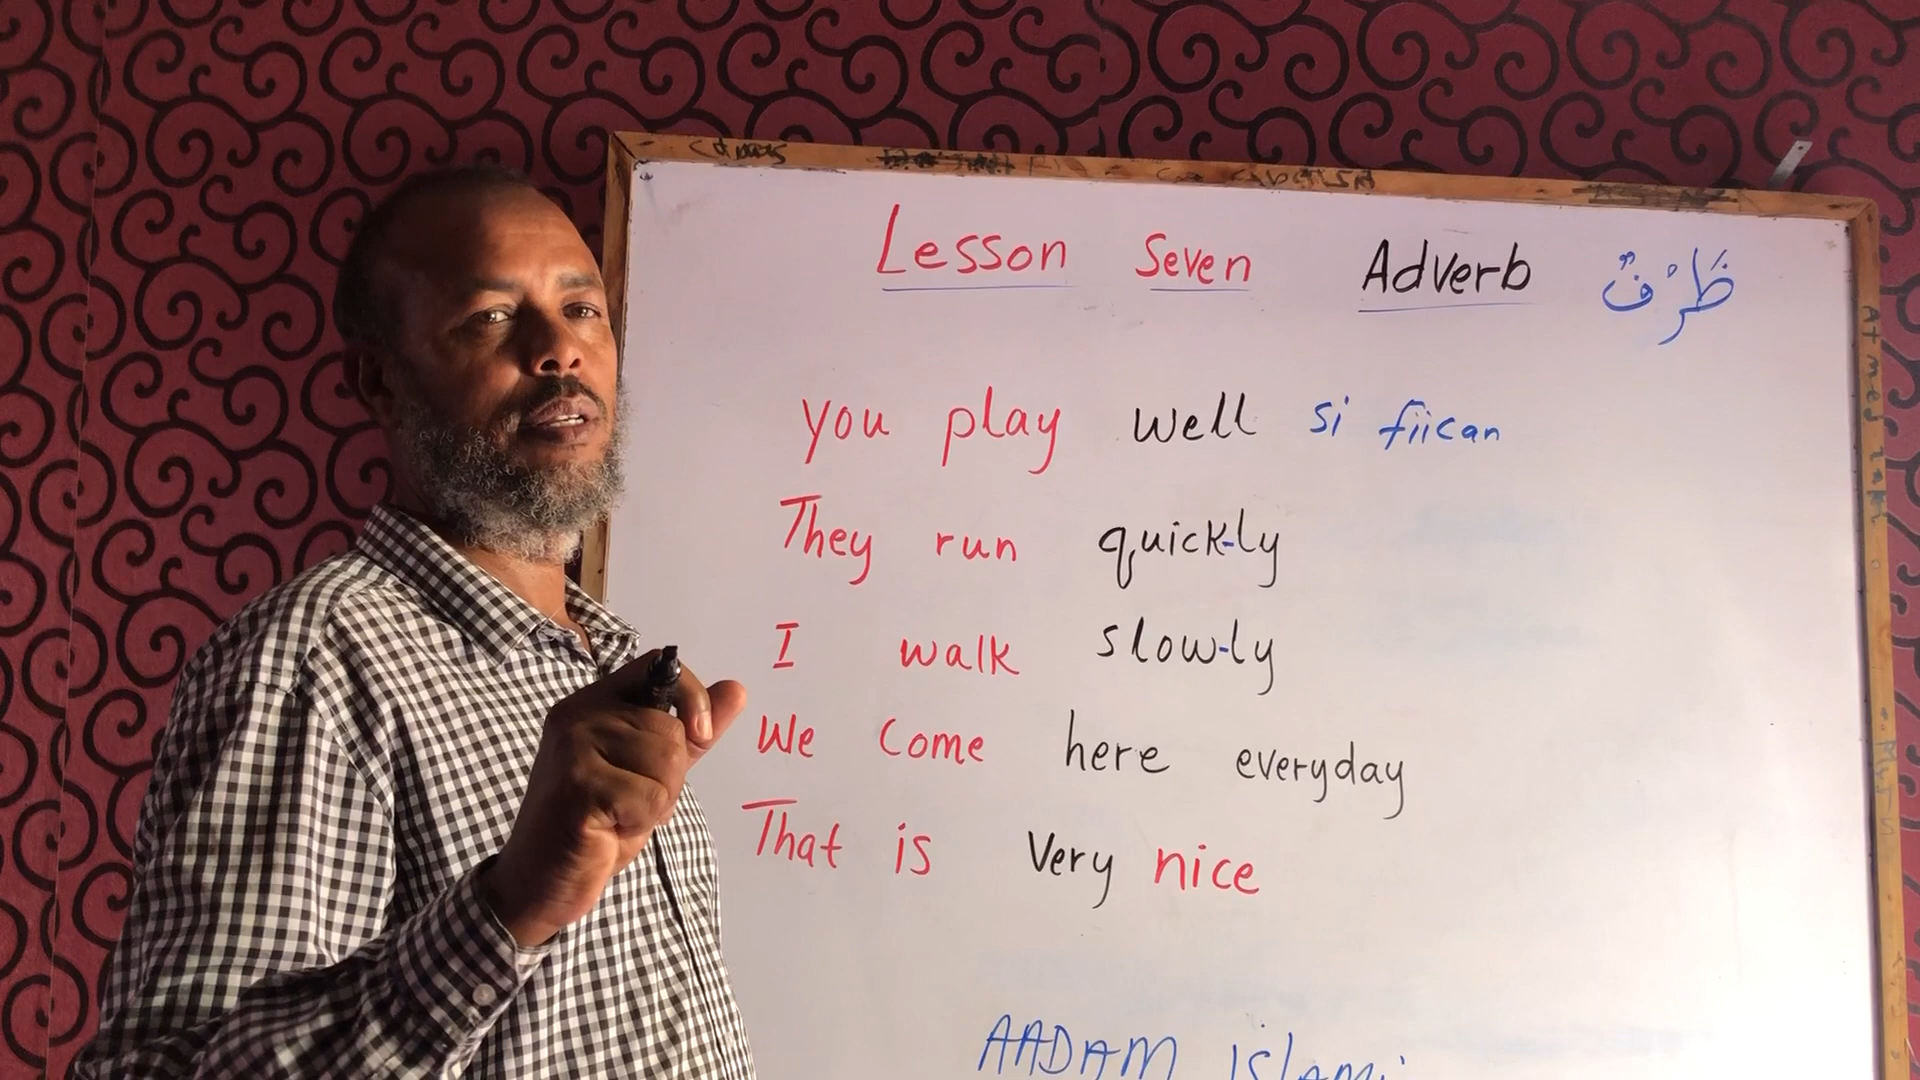 Lesson Seven Adverb ظَرْفٌ
you play well si fiican
They run quick-ly
I walk slow-ly
We Come here everyday
That is very nice
AADAM Islami